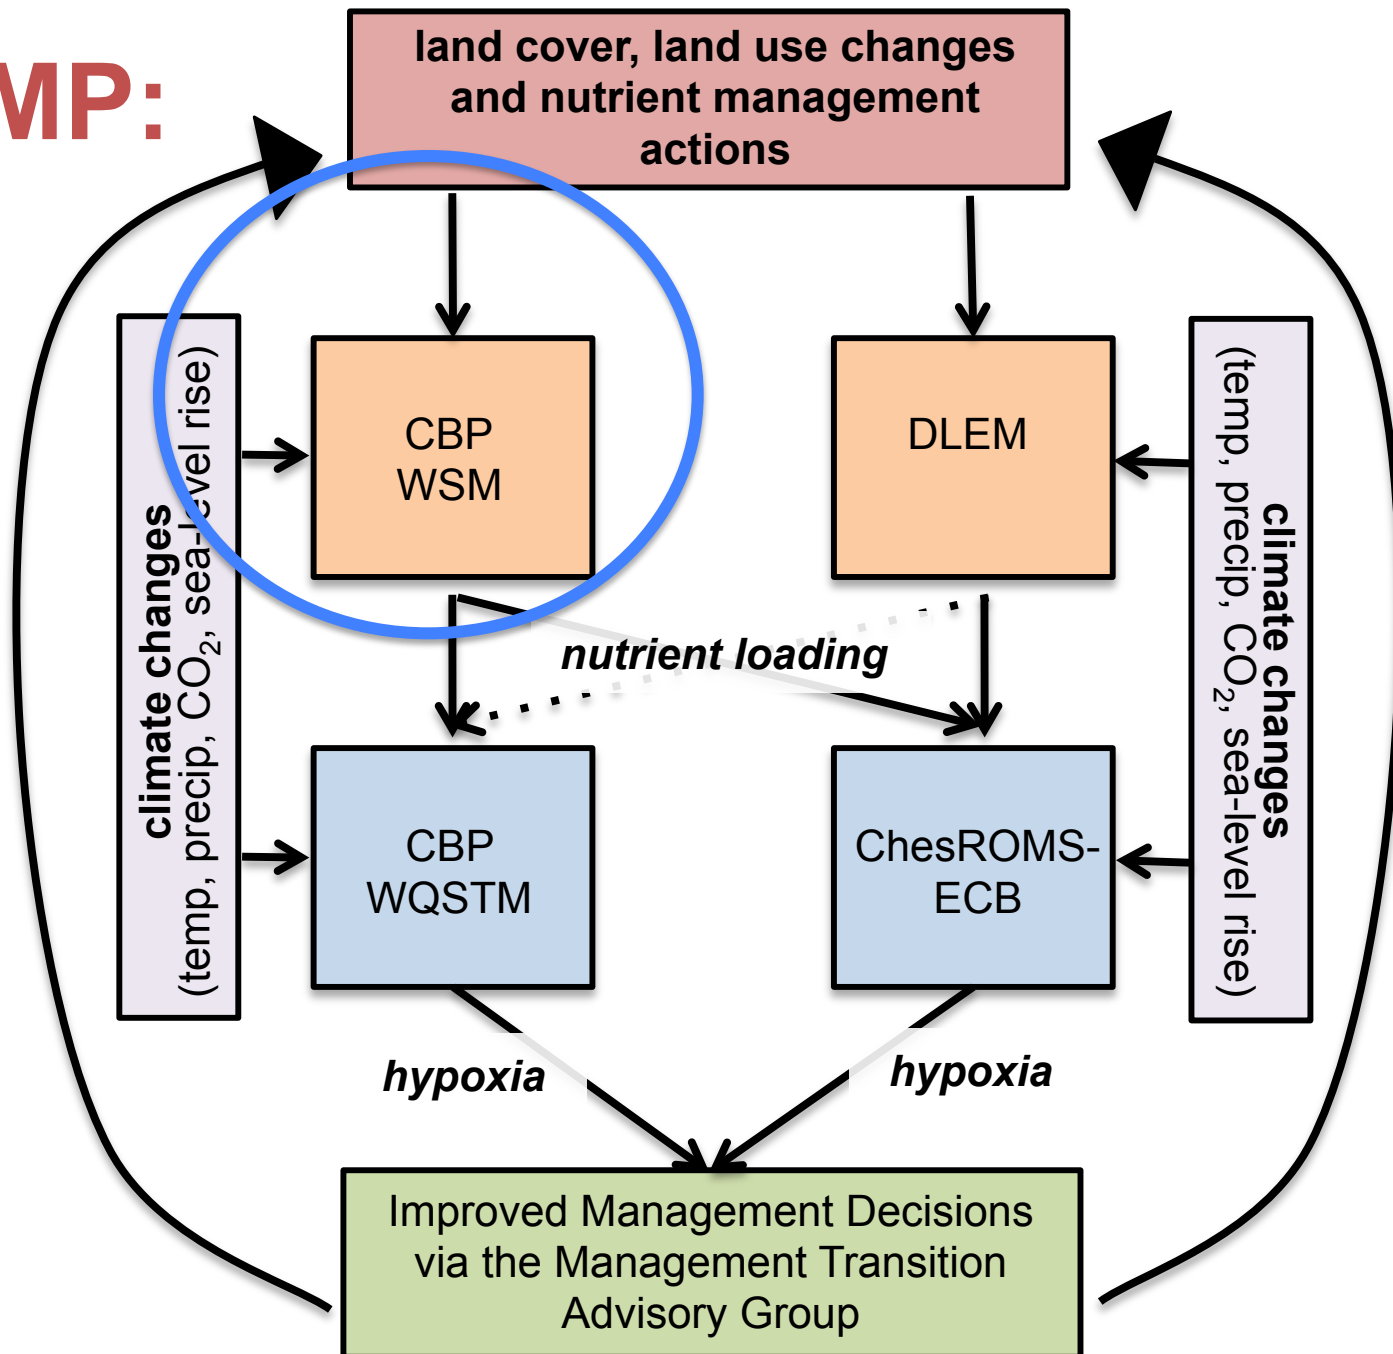 MP:
land cover, land use changes
and nutrient management
actions
climate changes
(temp, precip, CO₂, sea-level rise)
CBP
WSM
DLEM
climate changes
(temp, precip, CO₂, sea-level rise)
nutrient loading
CBP
WQSTM
ChesROMS-
ECB
hypoxia
hypoxia
Improved Management Decisions
via the Management Transition
Advisory Group